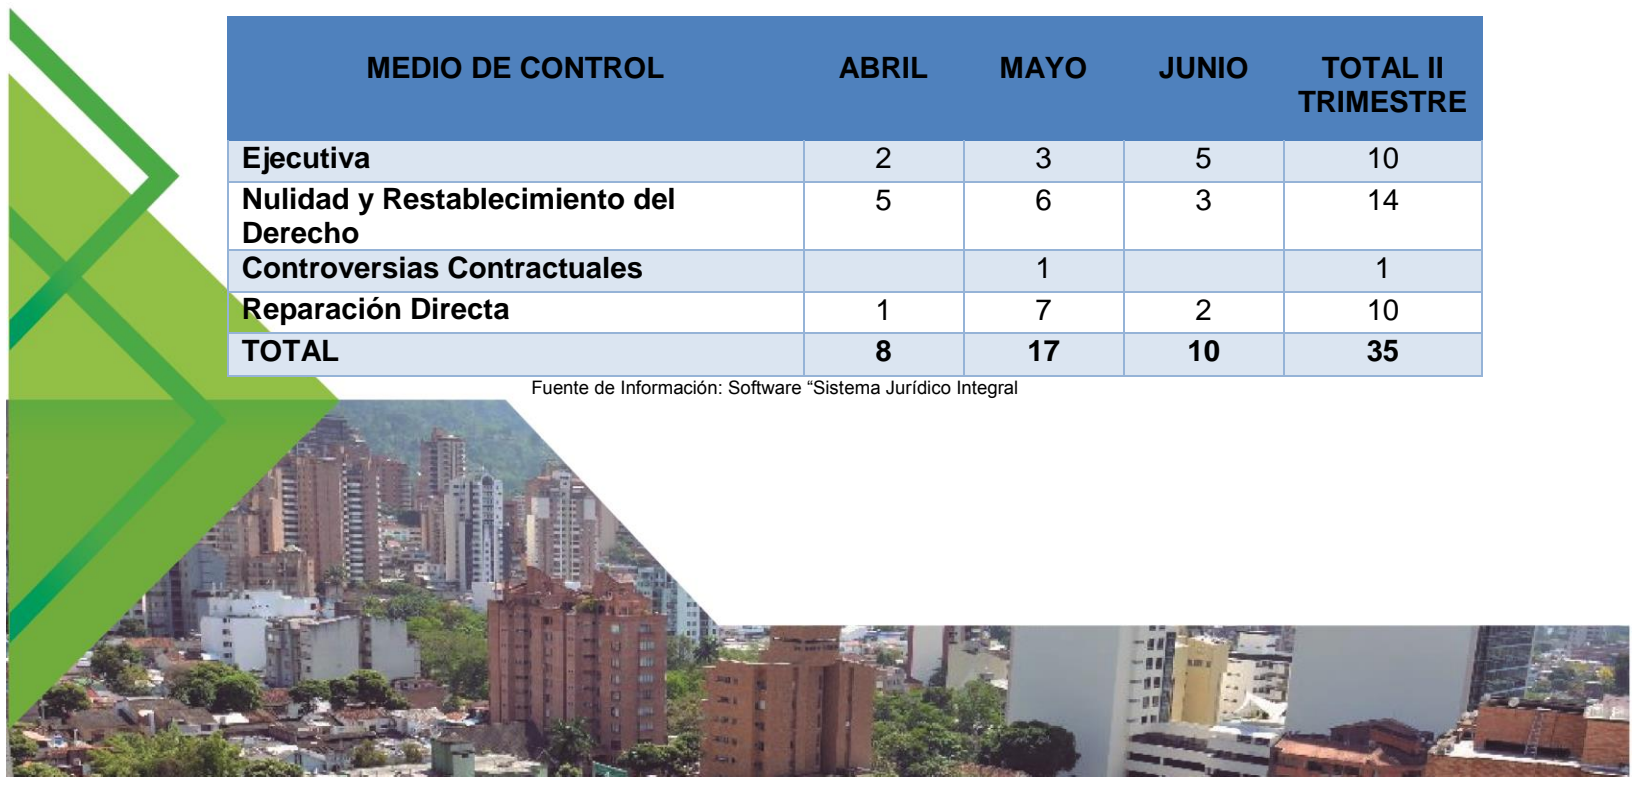 MEDIO DE CONTROL ABRIL MAYO JUNIO TOTAL II
TRIMESTRE
Ejecutiva 2 3 5 10
Nulidad y Restablecimiento del 5 6 3 14
Derecho
Controversias Contractuales 1 1
Reparación Directa 1 7 2 10
TOTAL 8 17 10 35
Fuente de Información: Software “Sistema Jurídico Integral